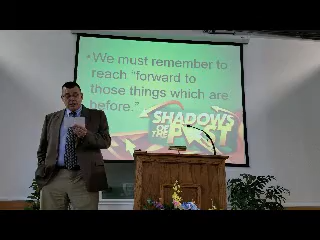 • We must remember to
reach "forward to
those things which are
before."
SHADOWS
OF THE PAST